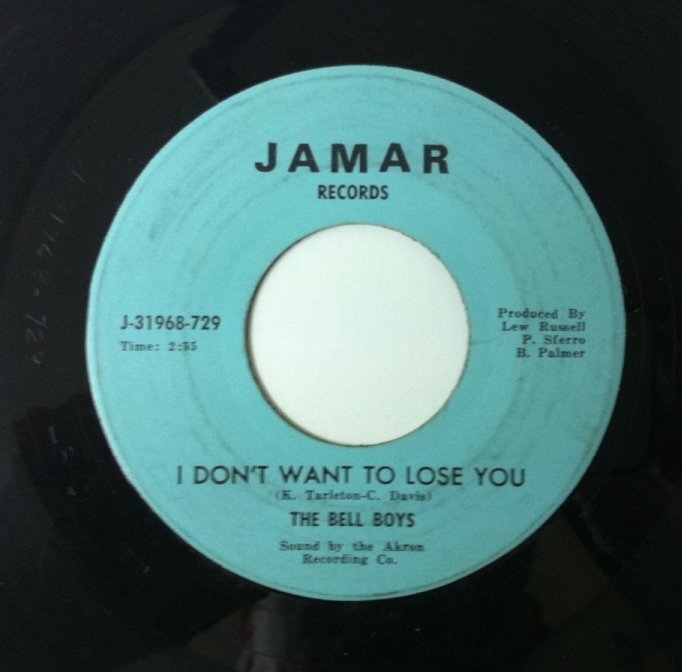 JAMAR
RECORDS
J-31968-729
Time: 2:35
Produced By
Lew Russell
P. Sferro
B. Palmer
I DON'T WANT TO LOSE YOU
(K. Tarleton-C. Davis)
THE BELL BOYS
Sound by the Akron
Recording Co.